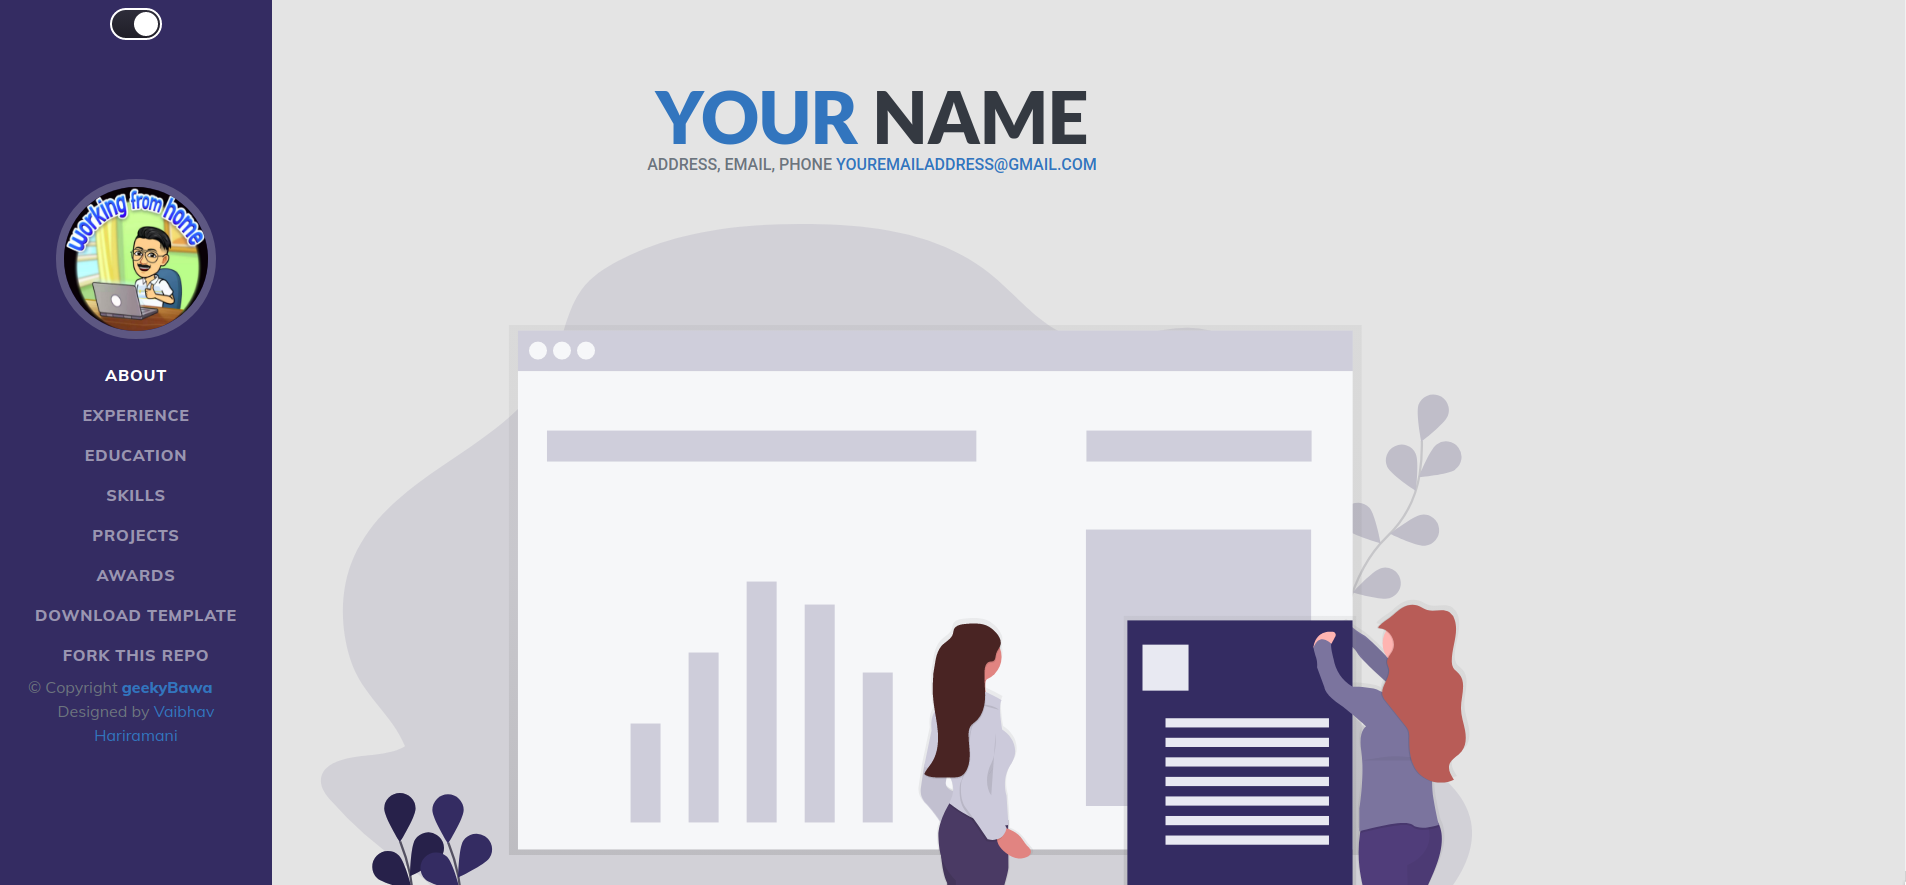 working from home
ABOUT
EXPERIENCE
EDUCATION
SKILLS
PROJECTS
AWARDS
DOWNLOAD TEMPLATE
FORK THIS REPO
© Copyright geekyBawa
Designed by Vaibhav
Hariramani
YOUR NAME
ADDRESS, EMAIL, PHONE YOUREMAILADDRESS@GMAIL.COM